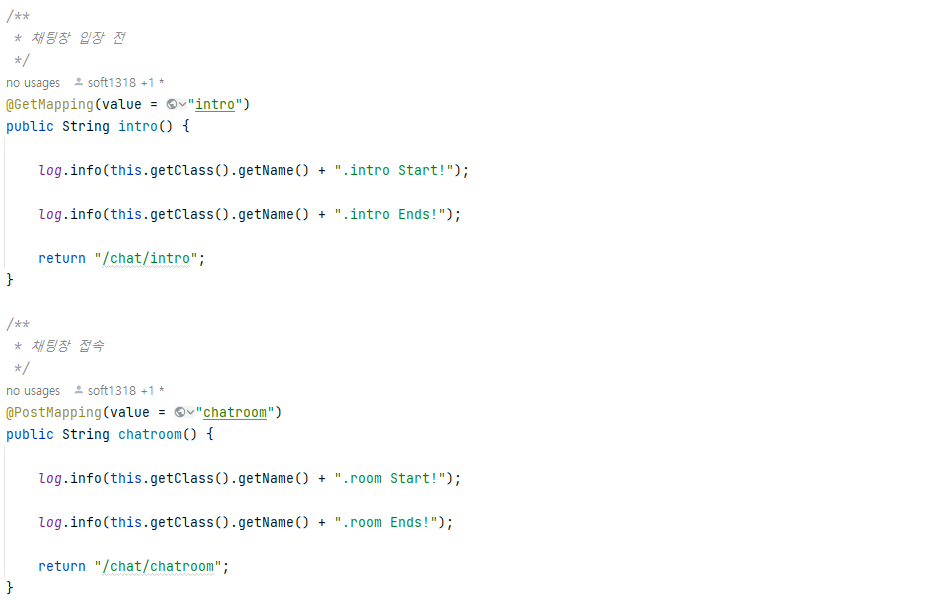 /**
 * 채팅창 입장 전
 */
no usages soft1318 +1 *
@GetMapping(value = "intro")
public String intro() {
    log.info(this.getClass().getName() + ".intro Start!");
    log.info(this.getClass().getName() + ".intro Ends!");
    return "/chat/intro";
}
/**
 * 채팅창 접속
 */
no usages soft1318 +1 *
@PostMapping(value = "chatroom")
public String chatroom() {
    log.info(this.getClass().getName() + ".room Start!");
    log.info(this.getClass().getName() + ".room Ends!");
    return "/chat/chatroom";
}